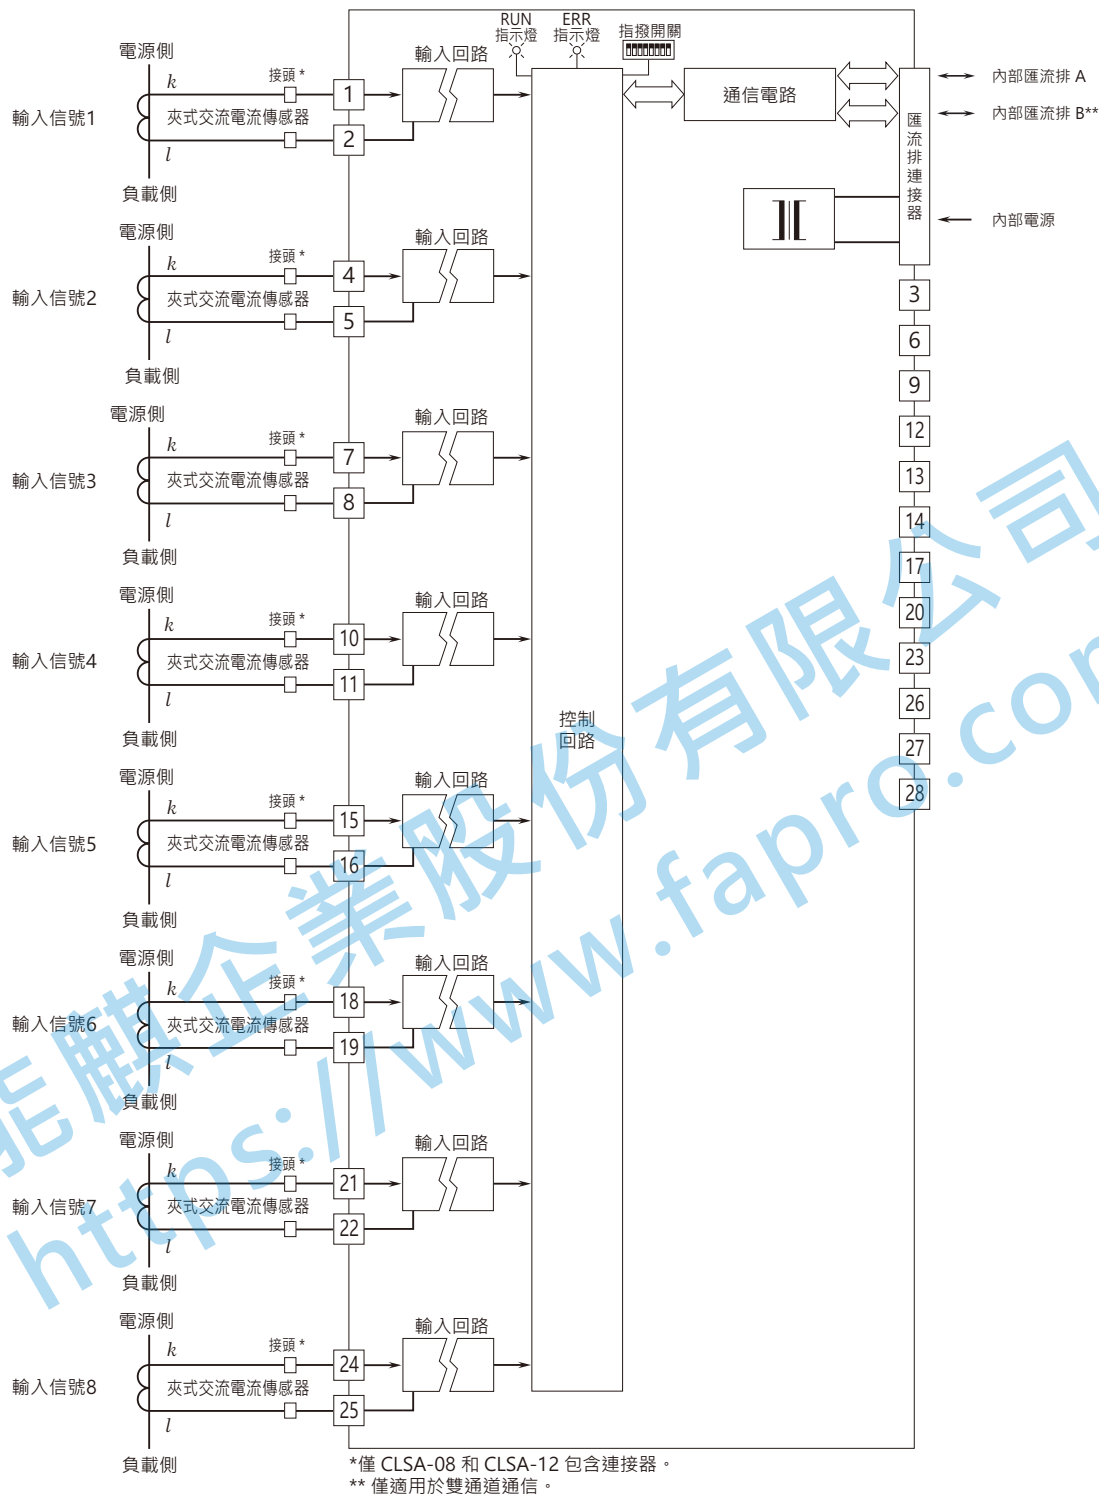 RUN
指示燈
ERR
指示燈
指撥開關
電源側
k
接頭 *
輸入信號1
夾式交流電流傳感器
l
負載側
1
2
輸入回路
通信電路
匯流排連接器
內部匯流排 A
內部匯流排 B**
內部電源
電源側
k
接頭 *
輸入信號2
夾式交流電流傳感器
l
負載側
4
5
輸入回路
電源側
k
接頭 *
輸入信號3
夾式交流電流傳感器
l
負載側
7
8
輸入回路
電源側
k
接頭 *
輸入信號4
夾式交流電流傳感器
l
負載側
10
11
輸入回路
控制
回路
電源側
k
接頭 *
輸入信號5
夾式交流電流傳感器
l
負載側
15
16
輸入回路
電源側
k
接頭 *
輸入信號6
夾式交流電流傳感器
l
負載側
18
19
輸入回路
電源側
k
接頭 *
輸入信號7
夾式交流電流傳感器
l
負載側
21
22
輸入回路
電源側
k
接頭 *
輸入信號8
夾式交流電流傳感器
l
負載側
24
25
輸入回路
3
6
9
12
13
14
17
20
23
26
27
28
*僅 CLSA-08 和 CLSA-12 包含連接器。
** 僅適用於雙通道通信。
能麒企業股份有限公司
https://www.fapro.com